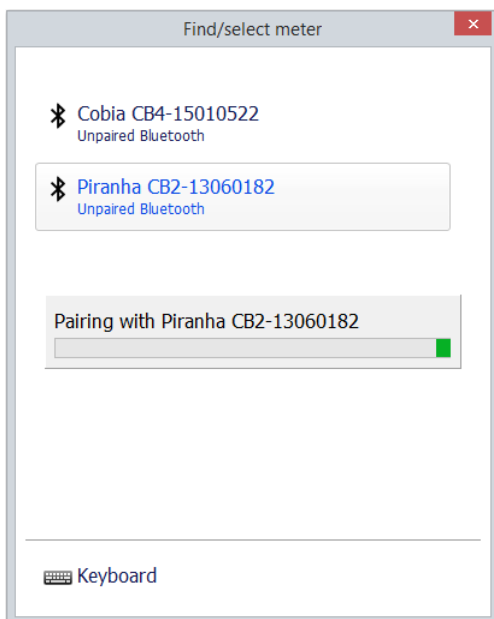 Find/select meter
Cobia CB4-15010522
Unpaired Bluetooth
Piranha CB2-13060182
Unpaired Bluetooth
Pairing with Piranha CB2-13060182
Keyboard